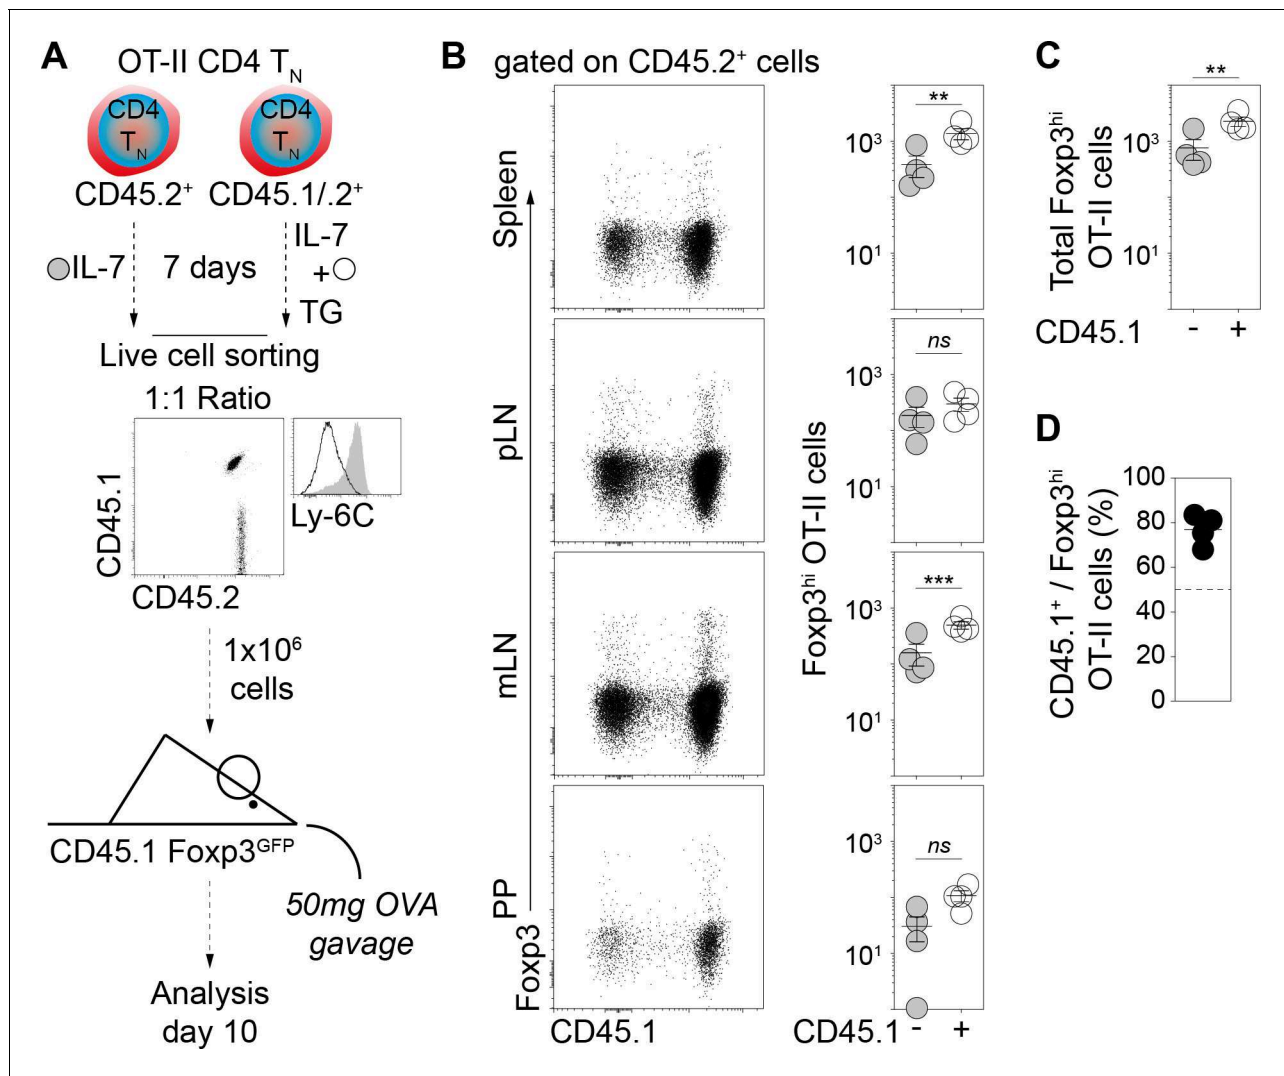 A
OT-II CD4 TN
CD4
TN
CD4
TN
CD45.2+
CD45.1/.2+
IL-7
7 days
IL-7
+
TG
Live cell sorting
1:1 Ratio
CD45.1
CD45.2
Ly-6C
1x10⁶
cells
CD45.1 Foxp3GFP
50mg OVA
gavage
Analysis
day 10
B
gated on CD45.2+ cells
Spleen
pLN
mLN
PP
Foxp3
CD45.1
Foxp3hi OT-II cells
**
10³
10¹
ns
10³
10¹
***
10³
10¹
ns
10³
10¹
CD45.1 - +
C
Total Foxp3hi
OT-II cells
**
10³
10¹
CD45.1 - +
D
CD45.1+ / Foxp3hi
OT-II cells (%)
100
80
60
40
20
0